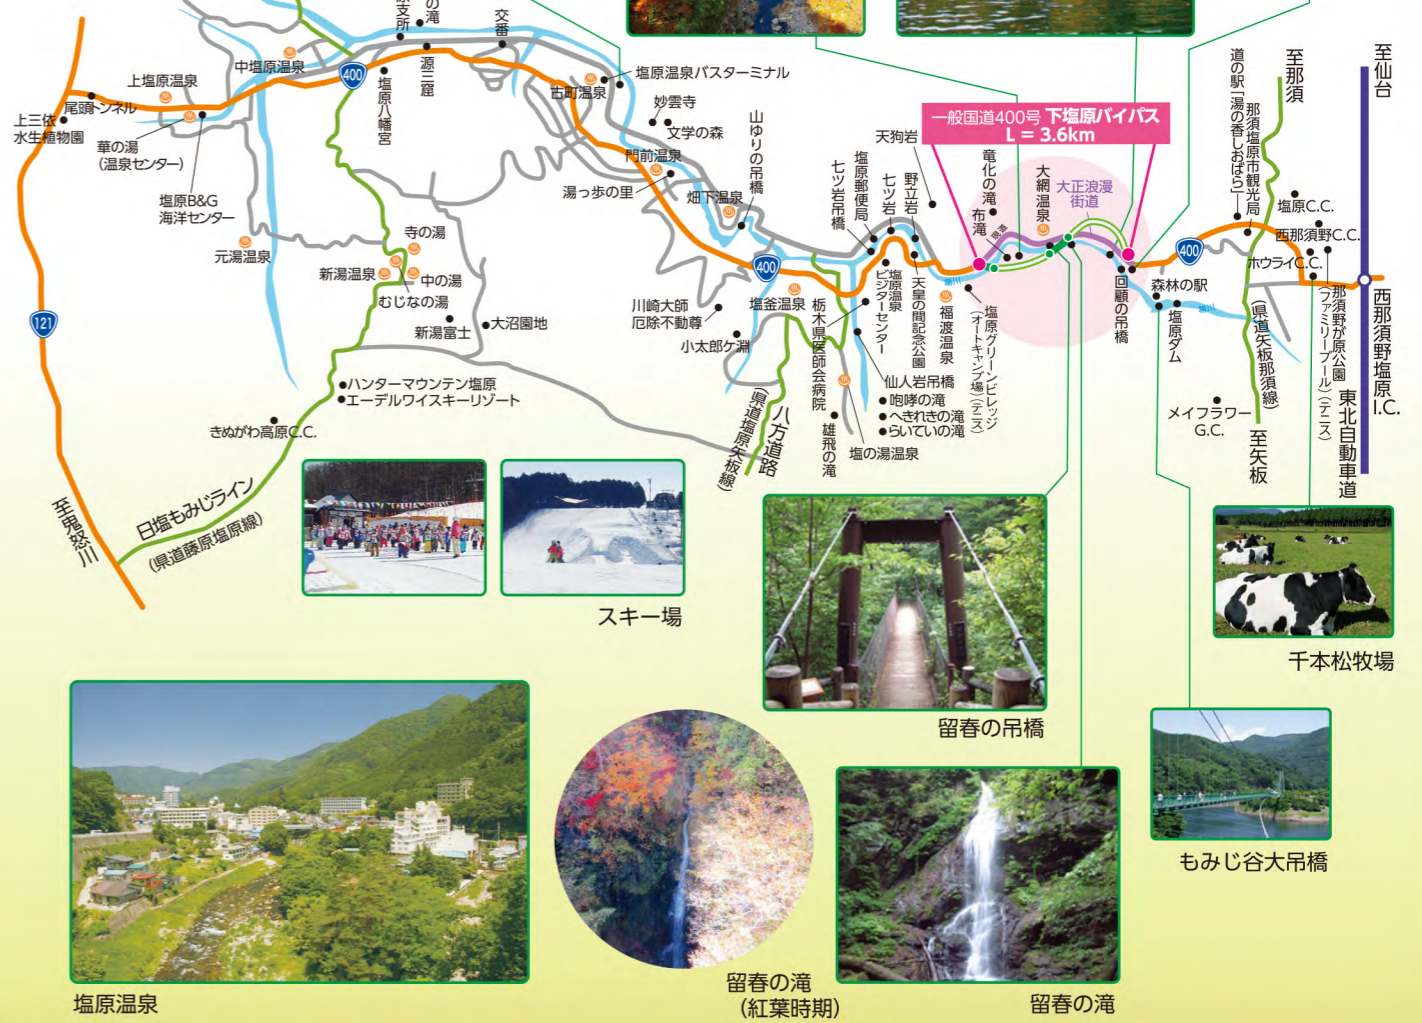 支所
の滝
交番
源三窟
中塩原温泉
400
上塩原温泉
尾頭トンネル
上三依
水生植物園
華の湯
(温泉センター)
塩原B&G
海洋センター
塩原八幡宮
古町温泉
塩原温泉バスターミナル
妙雲寺
文学の森
門前温泉
湯っ歩の里
畑下温泉
山ゆりの吊橋
元湯温泉
寺の湯
新湯温泉
中の湯
むじなの湯
新湯富士
大沼園地
121
川崎大師
厄除不動尊
小太郎ケ淵
400
塩釜温泉
七ツ岩吊橋
塩原郵便局
七ツ岩
野立岩
天狗岩
一般国道400号 下塩原バイパス
L = 3.6km
竜化の滝
布滝
大網温泉
大正浪漫
街道
塩原温泉
ビジターセンター
天皇の間記念公園
福渡温泉
塩原グリーンビレッジ
(オートキャンプ場)(テニス)
栃木県医師会病院
仙人岩吊橋
咆哮の滝
へきれきの滝
らいていの滝
雄飛の滝
塩の湯温泉
八方道路
(県道塩原矢板線)
回顧の吊橋
森林の駅
塩原ダム
400
道の駅「湯の香しおばら」
那須塩原市観光局
至那須
至仙台
塩原C.C.
西那須野C.C.
ホウライC.C.
那須野が原公園
(ファミリープール)(テニス)
(県道矢板那須線)
メイフラワー
G.C.
至矢板
東北自動車道
西那須野塩原I.C.
ハンターマウンテン塩原
エーデルワイスキーリゾート
きぬがわ高原C.C.
日塩もみじライン
(県道藤原塩原線)
至鬼怒川
スキー場
留春の吊橋
千本松牧場
もみじ谷大吊橋
塩原温泉
留春の滝
(紅葉時期)
留春の滝